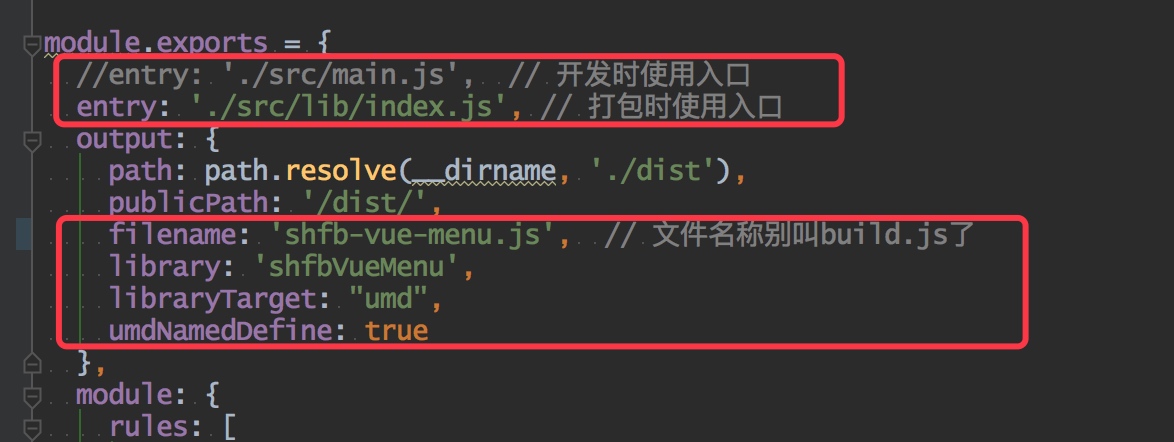 module.exports = {
//entry: './src/main.js', // 开发时使用入口
entry: './src/lib/index.js', // 打包时使用入口
output: {
path: path.resolve(__dirname, './dist'),
publicPath: '/dist/',
filename: 'shfb-vue-menu.js', // 文件名称别叫build.js了
library: 'shfbVueMenu',
libraryTarget: "umd",
umdNamedDefine: true
},
module: {
rules: [